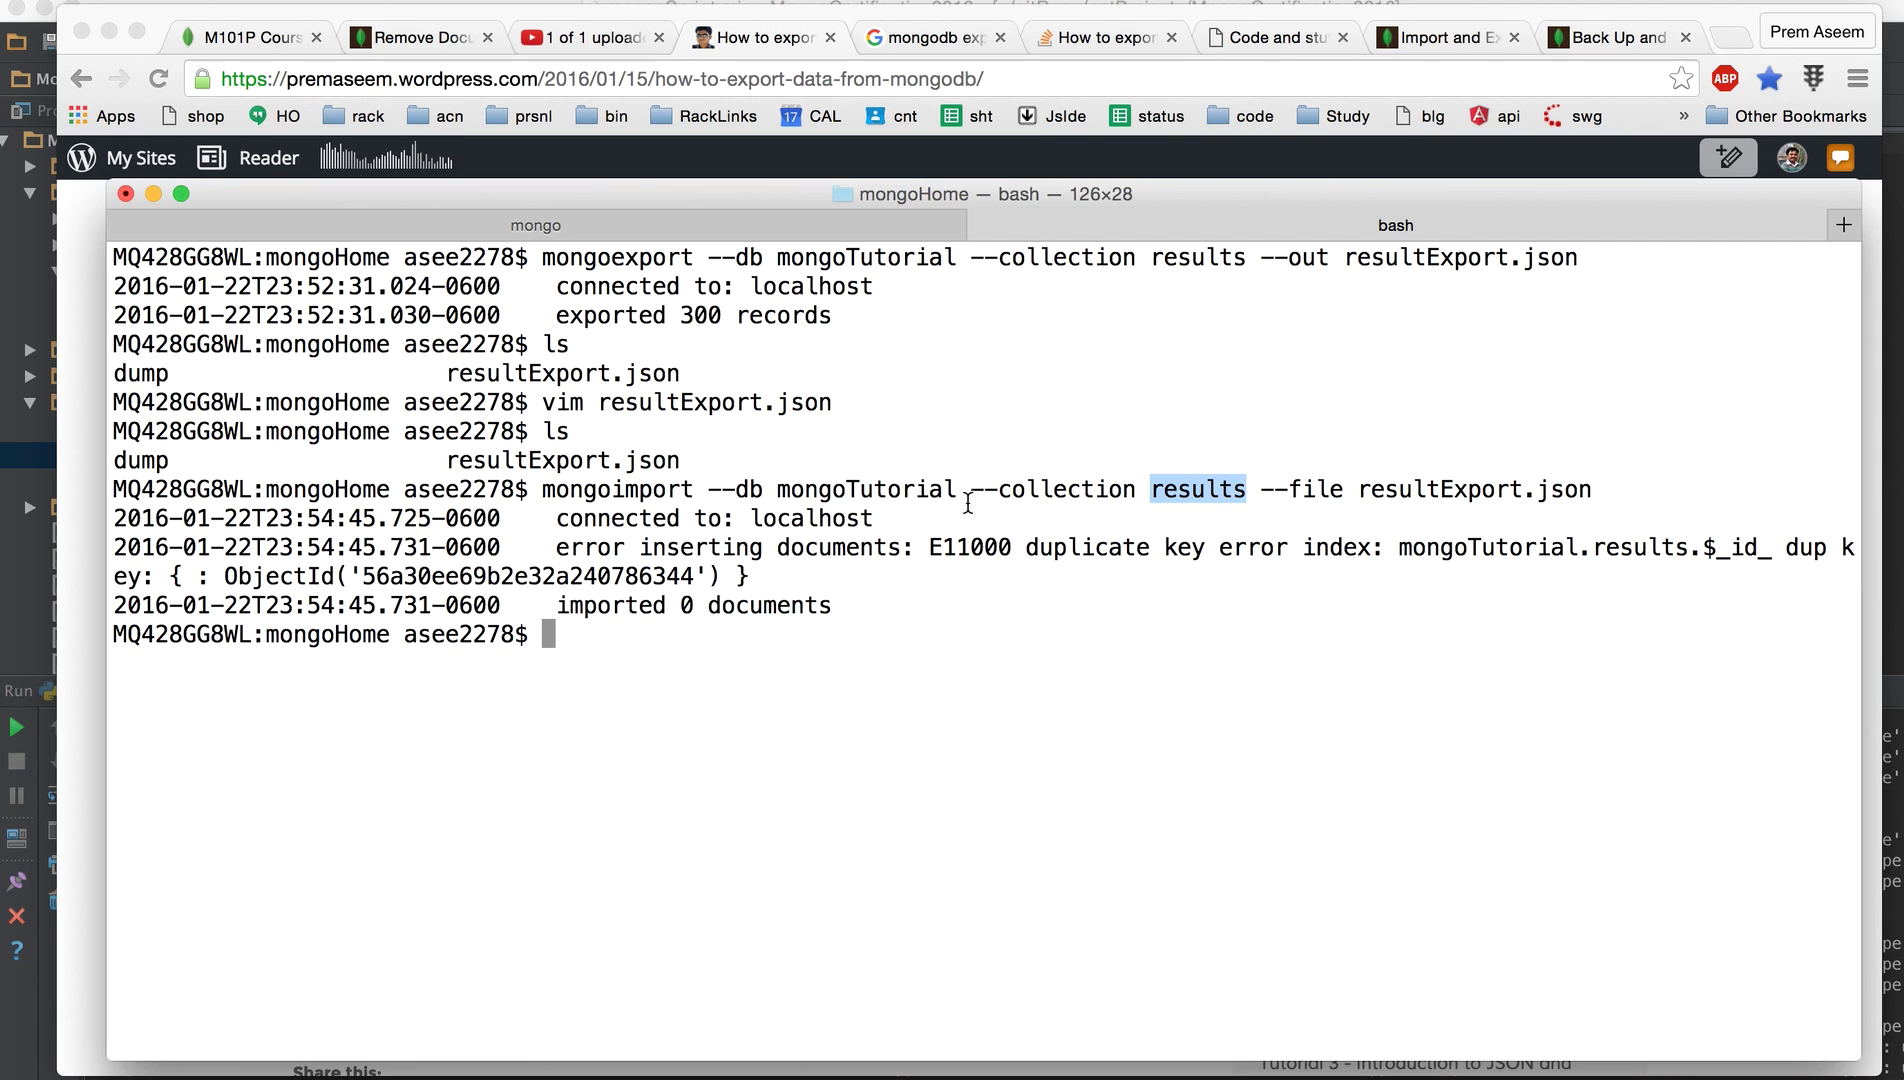 M101P Cours
Remove Docu
1 of 1 upload
How to expor
mongodb exp
How to expor
Code and stu
Import and Ex
Back Up and
Prem Aseem
https://premaseem.wordpress.com/2016/01/15/how-to-export-data-from-mongodb/
ABP
Apps shop HO rack acn prsnl bin RackLinks 17 CAL cnt sht JsIde status code Study blg api swg » Other Bookmarks
My Sites Reader
mongoHome — bash — 126×28
mongo bash
MQ428GG8WL:mongoHome asee2278$ mongoexport --db mongoTutorial --collection results --out resultExport.json
2016-01-22T23:52:31.024-0600 connected to: localhost
2016-01-22T23:52:31.030-0600 exported 300 records
MQ428GG8WL:mongoHome asee2278$ ls
dump resultExport.json
MQ428GG8WL:mongoHome asee2278$ vim resultExport.json
MQ428GG8WL:mongoHome asee2278$ ls
dump resultExport.json
MQ428GG8WL:mongoHome asee2278$ mongoimport --db mongoTutorial --collection results --file resultExport.json
2016-01-22T23:54:45.725-0600 connected to: localhost
2016-01-22T23:54:45.731-0600 error inserting documents: E11000 duplicate key error index: mongoTutorial.results.$_id_ dup k
ey: { : ObjectId('56a30ee69b2e32a240786344') }
2016-01-22T23:54:45.731-0600 imported 0 documents
MQ428GG8WL:mongoHome asee2278$
Run
Share this:
Tutorial 3 - Introduction to JSON and